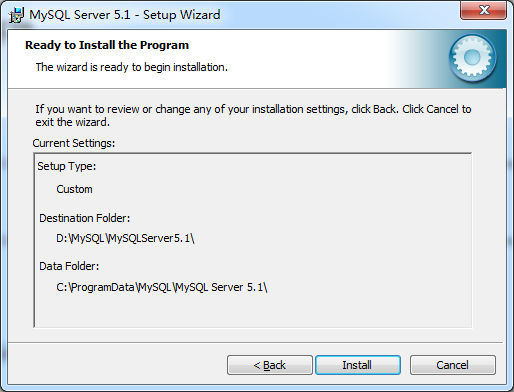 MySQL Server 5.1 - Setup Wizard
Ready to Install the Program
The wizard is ready to begin installation.
If you want to review or change any of your installation settings, click Back. Click Cancel to
exit the wizard.
Current Settings:
Setup Type:
Custom
Destination Folder:
D:\MySQL\MySQLServer5.1\
Data Folder:
C:\ProgramData\MySQL\MySQL Server 5.1\
< Back
Install
Cancel